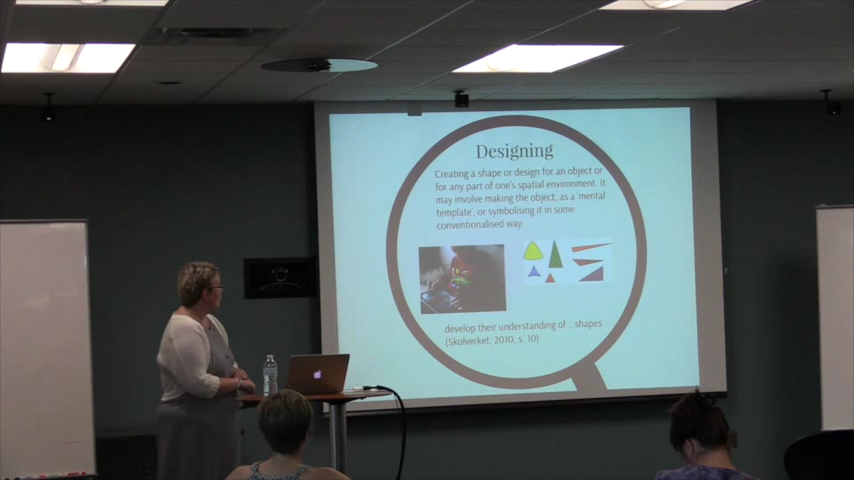 Designing
Creating a shape or design for an object or
for any part of one's spatial environment. It
may involve making the object, as a 'mental
template', or symbolising it in some
conventionalised way.
develop their understanding of ...shapes
(Skolverket, 2010, s. 10)